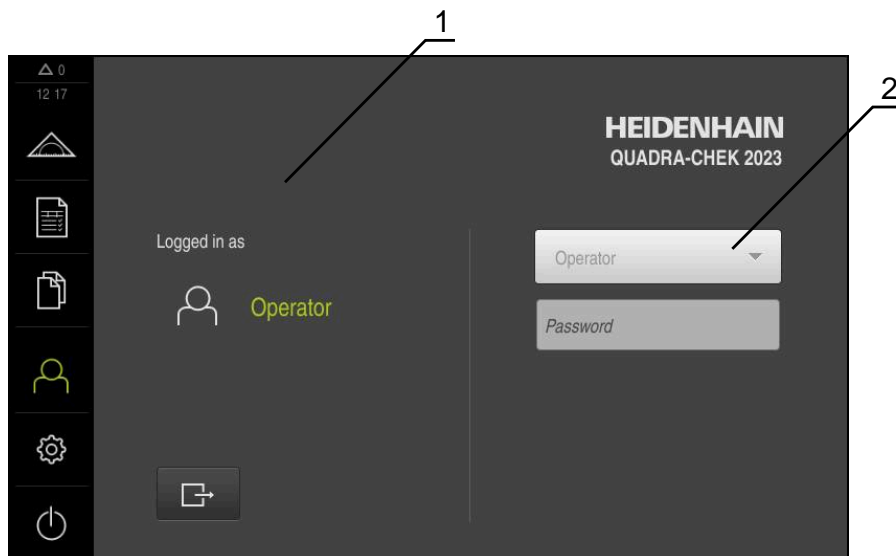 1
2
△ 0
12 17
HEIDENHAIN
QUADRA-CHEK 2023
Logged in as
Operator
Operator
Password